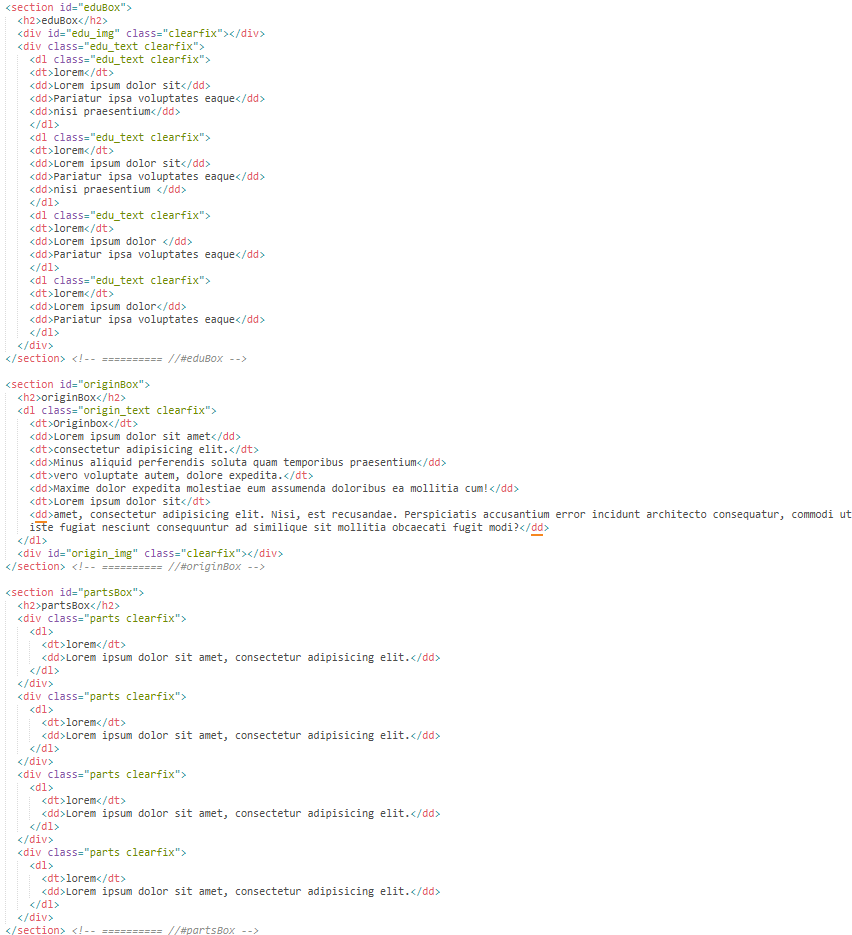 <section id="eduBox">
<h2>eduBox</h2>
<div id="edu_img" class="clearfix"></div>
<div class="edu_text clearfix">
<dl class="edu_text clearfix">
<dt>lorem</dt>
<dd>Lorem ipsum dolor sit</dd>
<dd>Pariatur ipsa voluptates eaque</dd>
<dd>nisi praesentium</dd>
</dl>
<dl class="edu_text clearfix">
<dt>lorem</dt>
<dd>Lorem ipsum dolor sit</dd>
<dd>Pariatur ipsa voluptates eaque</dd>
<dd>nisi praesentium </dd>
</dl>
<dl class="edu_text clearfix">
<dt>lorem</dt>
<dd>Lorem ipsum dolor </dd>
<dd>Pariatur ipsa voluptates eaque</dd>
</dl>
<dl class="edu_text clearfix">
<dt>lorem</dt>
<dd>Lorem ipsum dolor</dd>
<dd>Pariatur ipsa voluptates eaque</dd>
</dl>
</div>
</section> <!-- ========== //#eduBox -->
<section id="originBox">
<h2>originBox</h2>
<dl class="origin_text clearfix">
<dt>Originbox</dt>
<dd>Lorem ipsum dolor sit amet</dd>
<dt>consectetur adipisicing elit.</dt>
<dd>Minus aliquid perferendis soluta quam temporibus praesentium</dd>
<dt>vero voluptate autem, dolore expedita.</dt>
<dd>Maxime dolor expedita molestiae eum assumenda doloribus ea mollitia cum!</dd>
<dt>Lorem ipsum dolor sit</dt>
<dd>amet, consectetur adipisicing elit. Nisi, est recusandae. Perspiciatis accusantium error incidunt architecto consequatur, commodi ut
iste fugiat nesciunt consequuntur ad similique sit mollitia obcaecati fugit modi?</dd>
</dl>
<div id="origin_img" class="clearfix"></div>
</section> <!-- ========== //#originBox -->
<section id="partsBox">
<h2>partsBox</h2>
<div class="parts clearfix">
<dl>
<dt>lorem</dt>
<dd>Lorem ipsum dolor sit amet, consectetur adipisicing elit.</dd>
</dl>
</div>
<div class="parts clearfix">
<dl>
<dt>lorem</dt>
<dd>Lorem ipsum dolor sit amet, consectetur adipisicing elit.</dd>
</dl>
</div>
<div class="parts clearfix">
<dl>
<dt>lorem</dt>
<dd>Lorem ipsum dolor sit amet, consectetur adipisicing elit.</dd>
</dl>
</div>
<div class="parts clearfix">
<dl>
<dt>lorem</dt>
<dd>Lorem ipsum dolor sit amet, consectetur adipisicing elit.</dd>
</dl>
</div>
</section> <!-- ========== //#partsBox -->